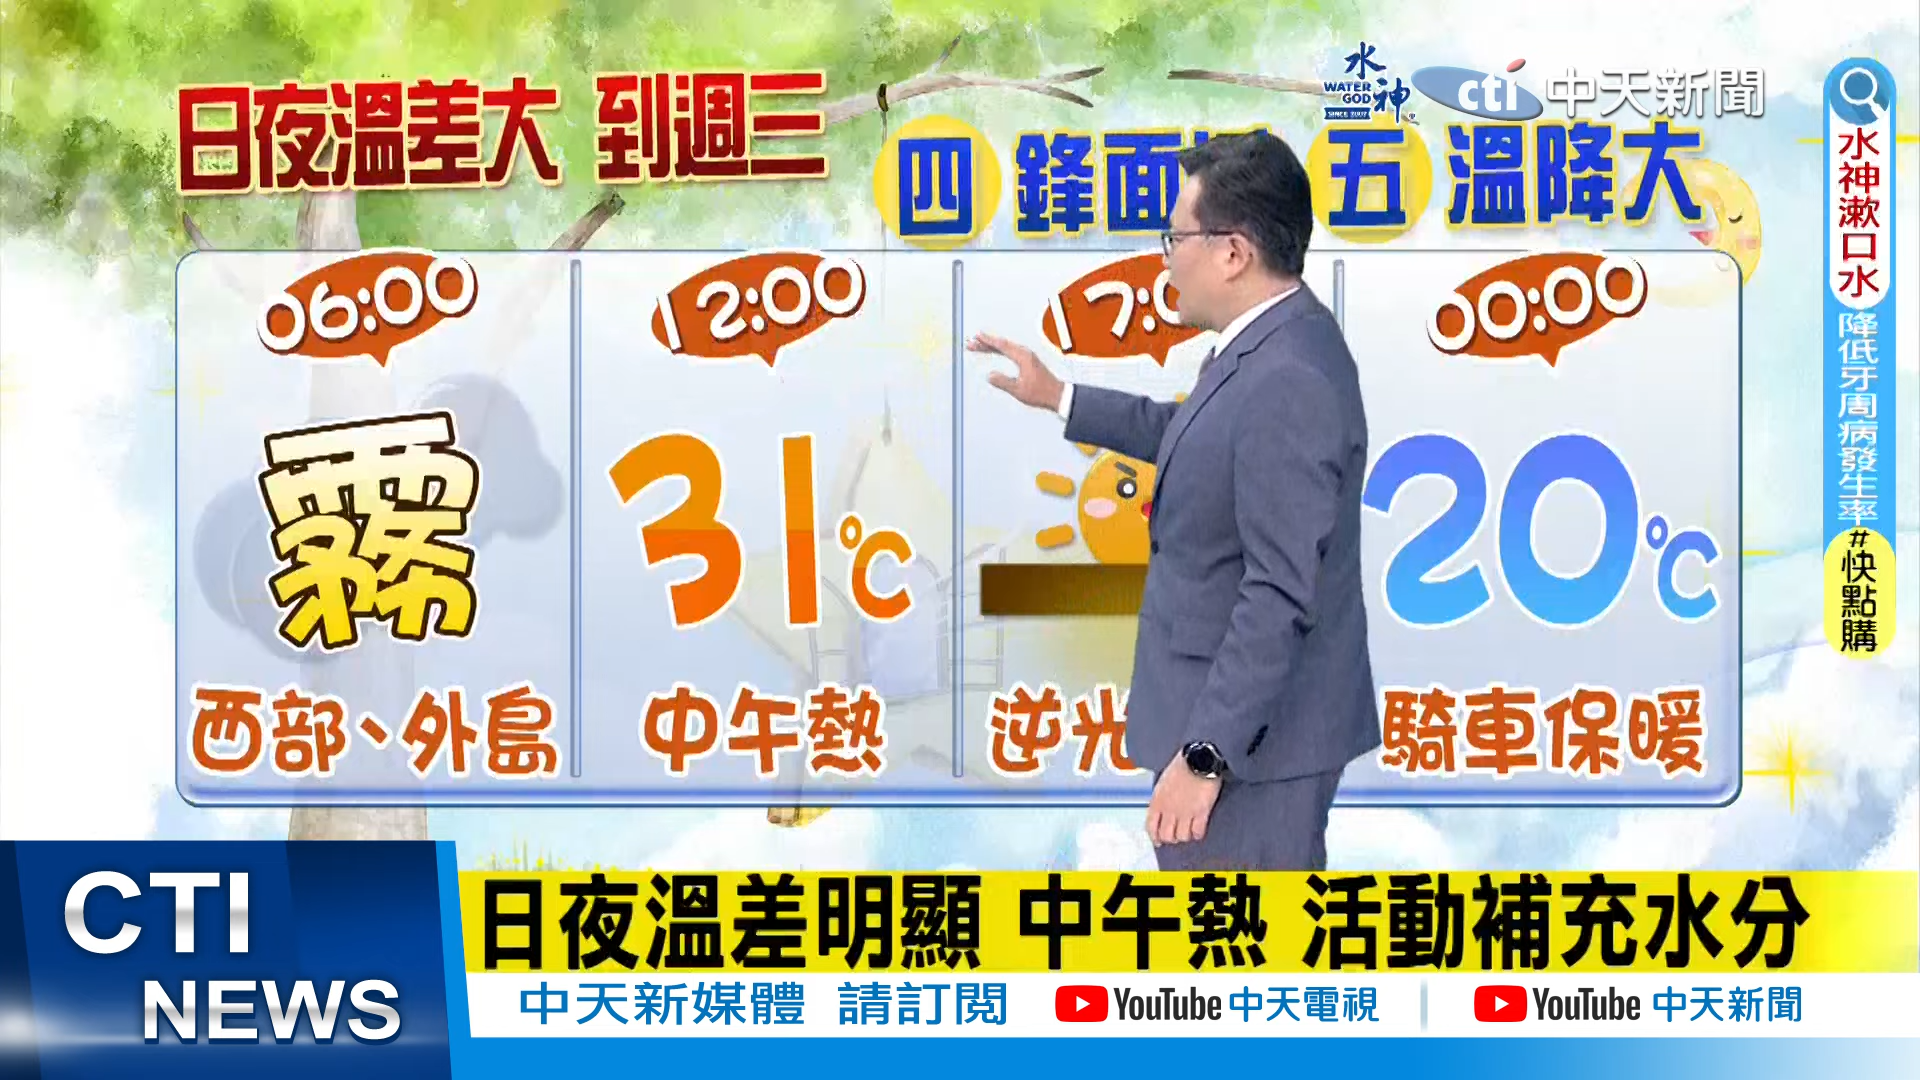 日夜溫差大 到週三
四 鋒面
五 溫降大
水神
WATER GOD
SINCE 2007
cti 中天新聞
06:00
12:00
17:0
00:00
霧
31℃
20℃
西部、外島
中午熱
逆光
騎車保暖
水神漱口水
降低牙周病發生率
#快點購
CTI NEWS
日夜溫差明顯 中午熱 活動補充水分
中天新媒體 請訂閱 YouTube 中天電視 | YouTube 中天新聞